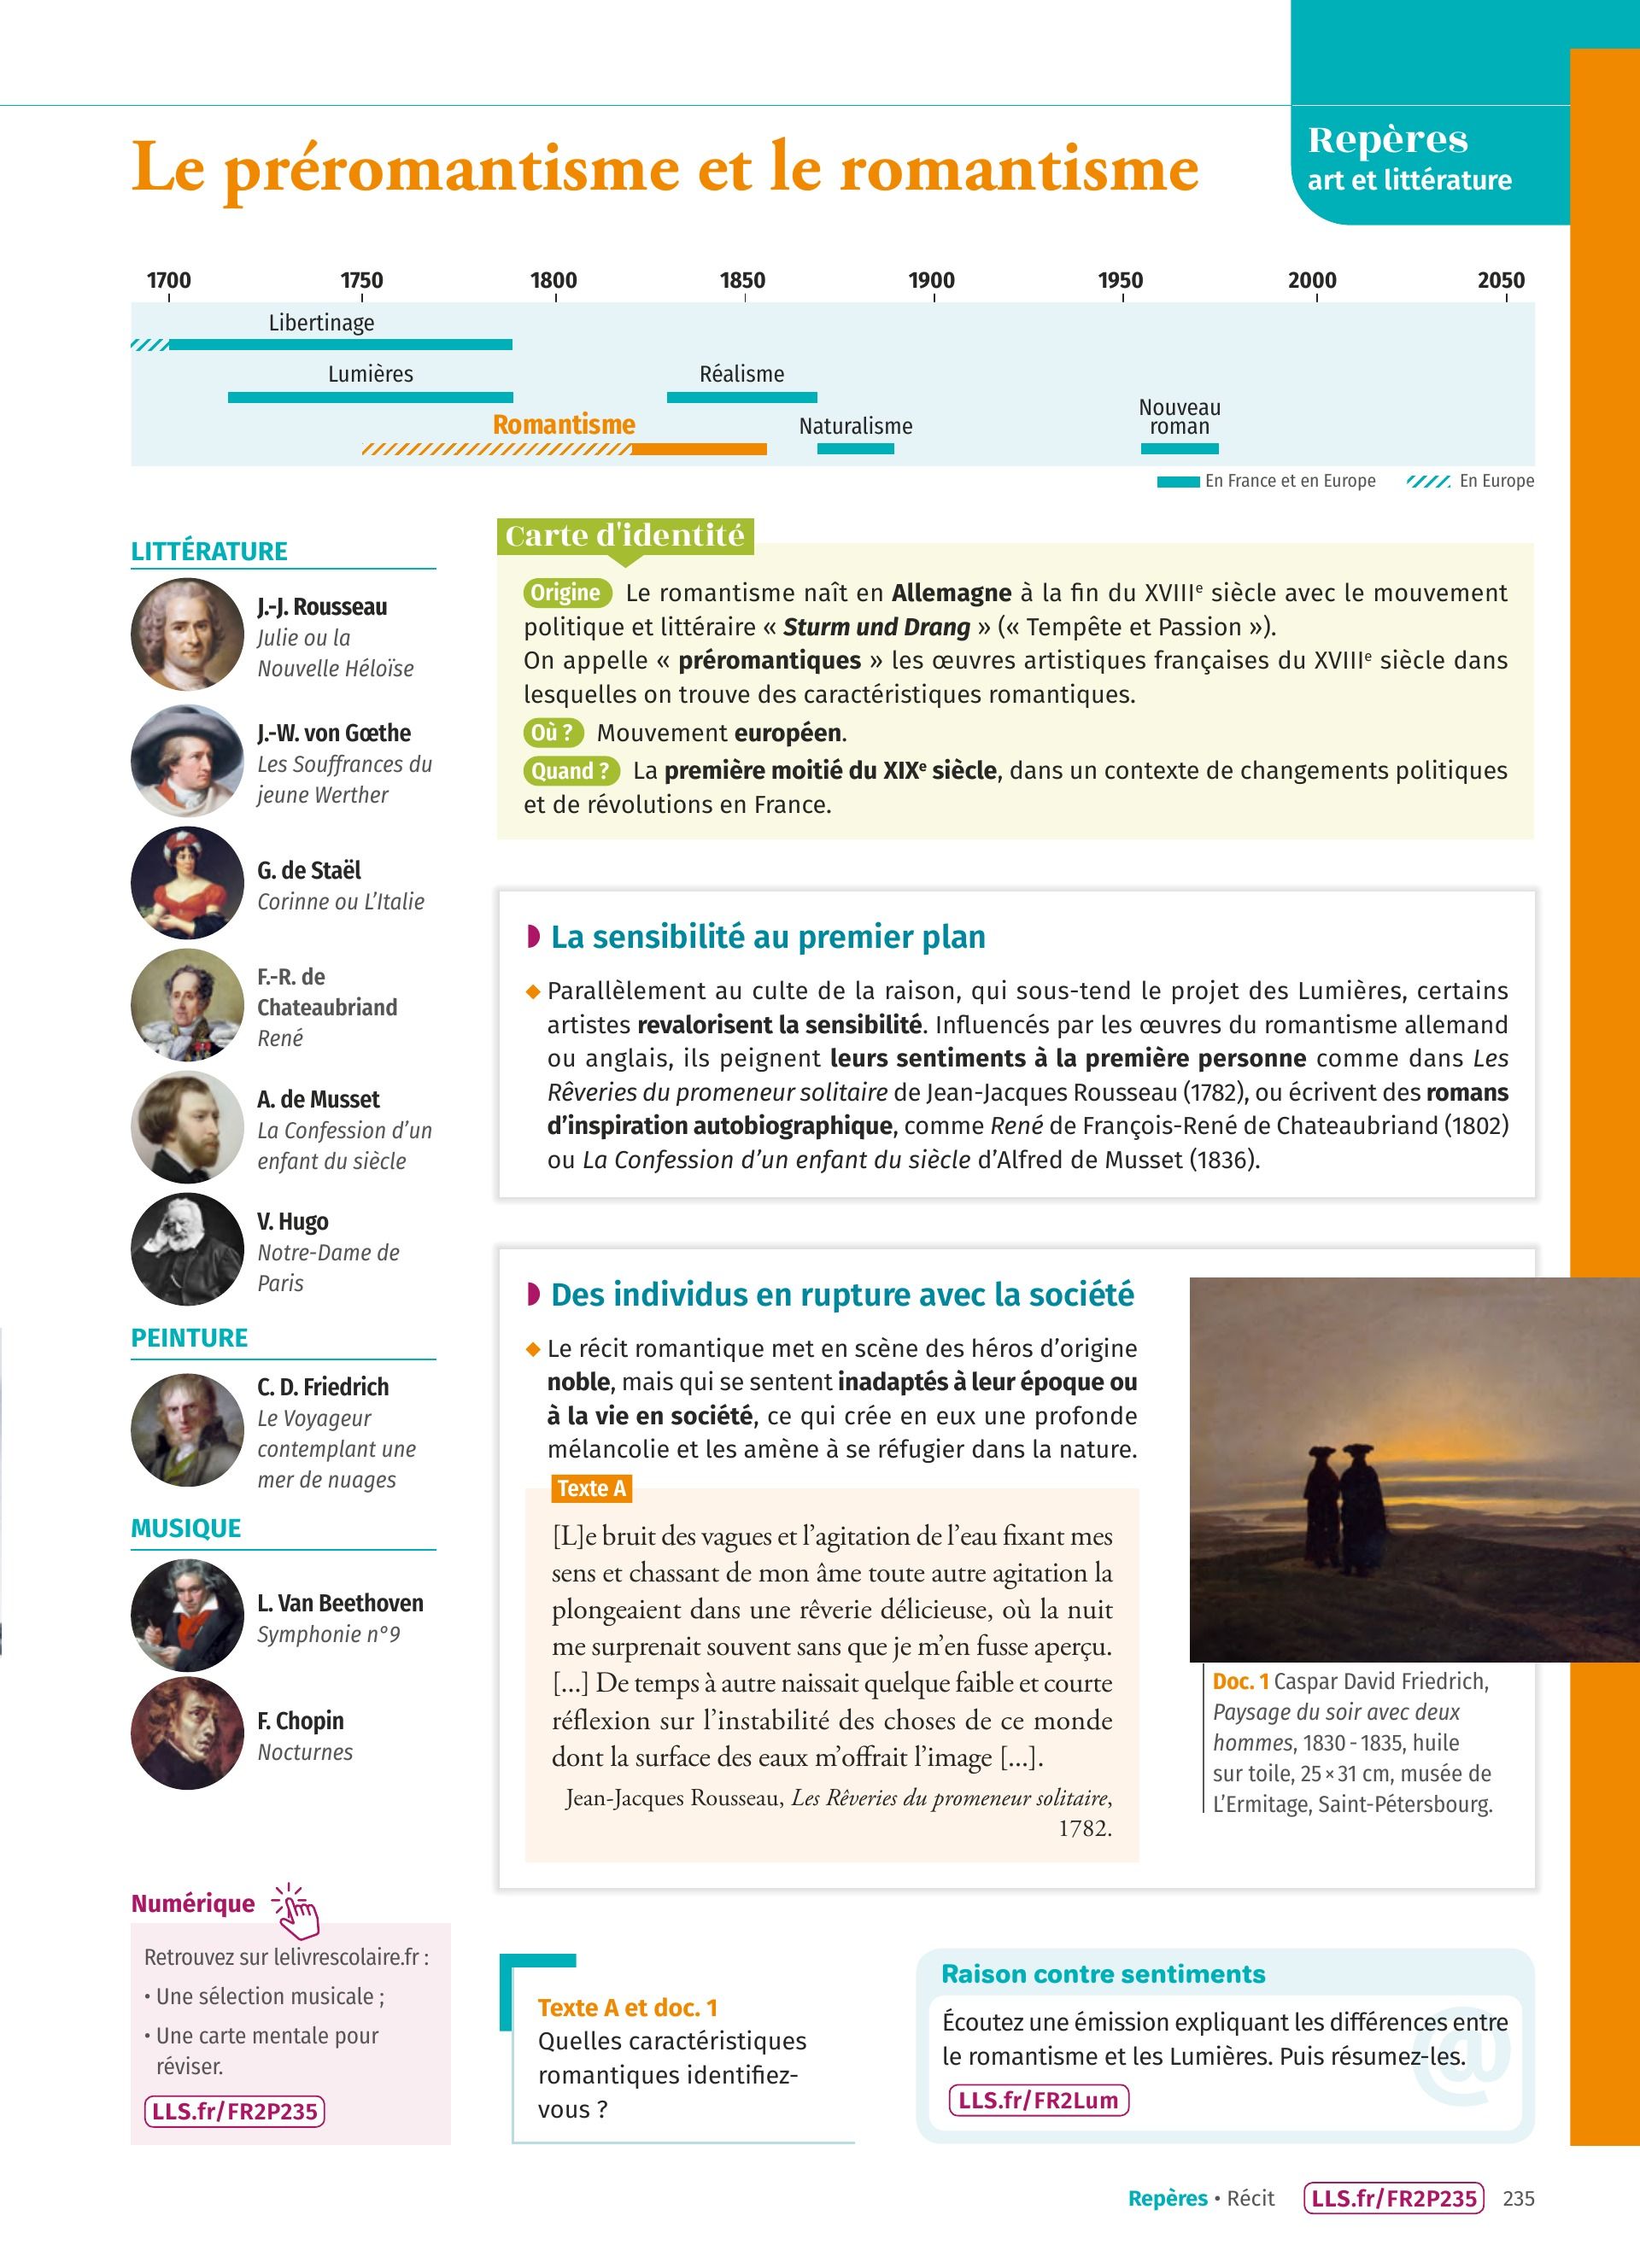 Repères
art et littérature
Le préromantisme et le romantisme
1700 1750 1800 1850 1900 1950 2000 2050
Libertinage
Lumières
Réalisme
Romantisme
Naturalisme
Nouveau
roman
En France et en Europe
En Europe
LITTÉRATURE
J.-J. Rousseau
Julie ou la
Nouvelle Héloïse
J.-W. von Gœthe
Les Souffrances du
jeune Werther
G. de Staël
Corinne ou L’Italie
F.-R. de
Chateaubriand
René
A. de Musset
La Confession d’un
enfant du siècle
V. Hugo
Notre-Dame de
Paris
PEINTURE
C. D. Friedrich
Le Voyageur
contemplant une
mer de nuages
MUSIQUE
L. Van Beethoven
Symphonie n°9
F. Chopin
Nocturnes
Numérique
Retrouvez sur lelivrescolaire.fr :
• Une sélection musicale ;
• Une carte mentale pour
réviser.
LLS.fr/FR2P235
Carte d'identité
Origine Le romantisme naît en Allemagne à la fin du XVIIIe siècle avec le mouvement
politique et littéraire « Sturm und Drang » (« Tempête et Passion »).
On appelle « préromantiques » les œuvres artistiques françaises du XVIIIe siècle dans
lesquelles on trouve des caractéristiques romantiques.
Où ? Mouvement européen.
Quand ? La première moitié du XIXe siècle, dans un contexte de changements politiques
et de révolutions en France.
La sensibilité au premier plan
Parallèlement au culte de la raison, qui sous-tend le projet des Lumières, certains
artistes revalorisent la sensibilité. Influencés par les œuvres du romantisme allemand
ou anglais, ils peignent leurs sentiments à la première personne comme dans Les
Rêveries du promeneur solitaire de Jean-Jacques Rousseau (1782), ou écrivent des romans
d’inspiration autobiographique, comme René de François-René de Chateaubriand (1802)
ou La Confession d’un enfant du siècle d’Alfred de Musset (1836).
Des individus en rupture avec la société
Le récit romantique met en scène des héros d’origine
noble, mais qui se sentent inadaptés à leur époque ou
à la vie en société, ce qui crée en eux une profonde
mélancolie et les amène à se réfugier dans la nature.
Texte A
[L]e bruit des vagues et l’agitation de l’eau fixant mes
sens et chassant de mon âme toute autre agitation la
plongeaient dans une rêverie délicieuse, où la nuit
me surprenait souvent sans que je m’en fusse aperçu.
[...] De temps à autre naissait quelque faible et courte
réflexion sur l’instabilité des choses de ce monde
dont la surface des eaux m’offrait l’image [...].
Jean-Jacques Rousseau, Les Rêveries du promeneur solitaire,
1782.
Doc. 1 Caspar David Friedrich,
Paysage du soir avec deux
hommes, 1830 - 1835, huile
sur toile, 25 × 31 cm, musée de
L’Ermitage, Saint-Pétersbourg.
Texte A et doc. 1
Quelles caractéristiques
romantiques identifiez-
vous ?
Raison contre sentiments
Écoutez une émission expliquant les différences entre
le romantisme et les Lumières. Puis résumez-les.
@
LLS.fr/FR2Lum
Repères • Récit LLS.fr/FR2P235 235